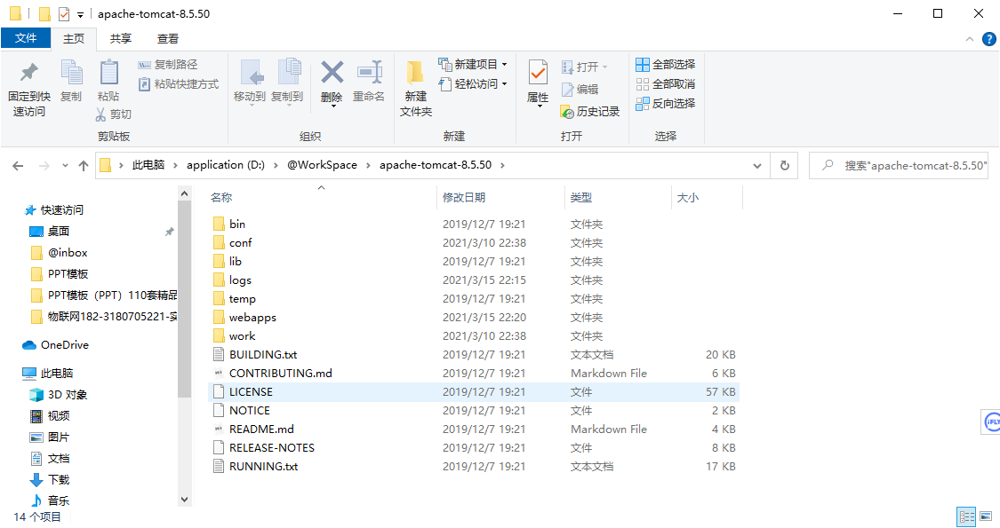 apache-tomcat-8.5.50
文件 主页 共享 查看
固定到快速访问
复制
粘贴
复制路径
粘贴快捷方式
剪切
剪贴板
移动到
复制到
删除
重命名
组织
新建文件夹
新建项目
轻松访问
新建
属性
打开
编辑
历史记录
打开
全部选择
全部取消
反向选择
选择
此电脑 application (D:) @WorkSpace apache-tomcat-8.5.50
搜索"apache-tomcat-8.5.50"
快速访问
桌面
@inbox
PPT模板
PPT模板（PPT）110套精品
物联网182-3180705221-实
OneDrive
此电脑
3D 对象
视频
图片
文档
下载
音乐
名称 修改日期 类型 大小
bin 2019/12/7 19:21 文件夹
conf 2021/3/10 22:38 文件夹
lib 2019/12/7 19:21 文件夹
logs 2021/3/15 22:15 文件夹
temp 2019/12/7 19:21 文件夹
webapps 2021/3/15 22:20 文件夹
work 2021/3/10 22:38 文件夹
BUILDING.txt 2019/12/7 19:21 文本文档 20 KB
CONTRIBUTING.md 2019/12/7 19:21 Markdown File 6 KB
LICENSE 2019/12/7 19:21 文件 57 KB
NOTICE 2019/12/7 19:21 文件 2 KB
README.md 2019/12/7 19:21 Markdown File 4 KB
RELEASE-NOTES 2019/12/7 19:21 文件 8 KB
RUNNING.txt 2019/12/7 19:21 文本文档 17 KB
iFLY
14 个项目